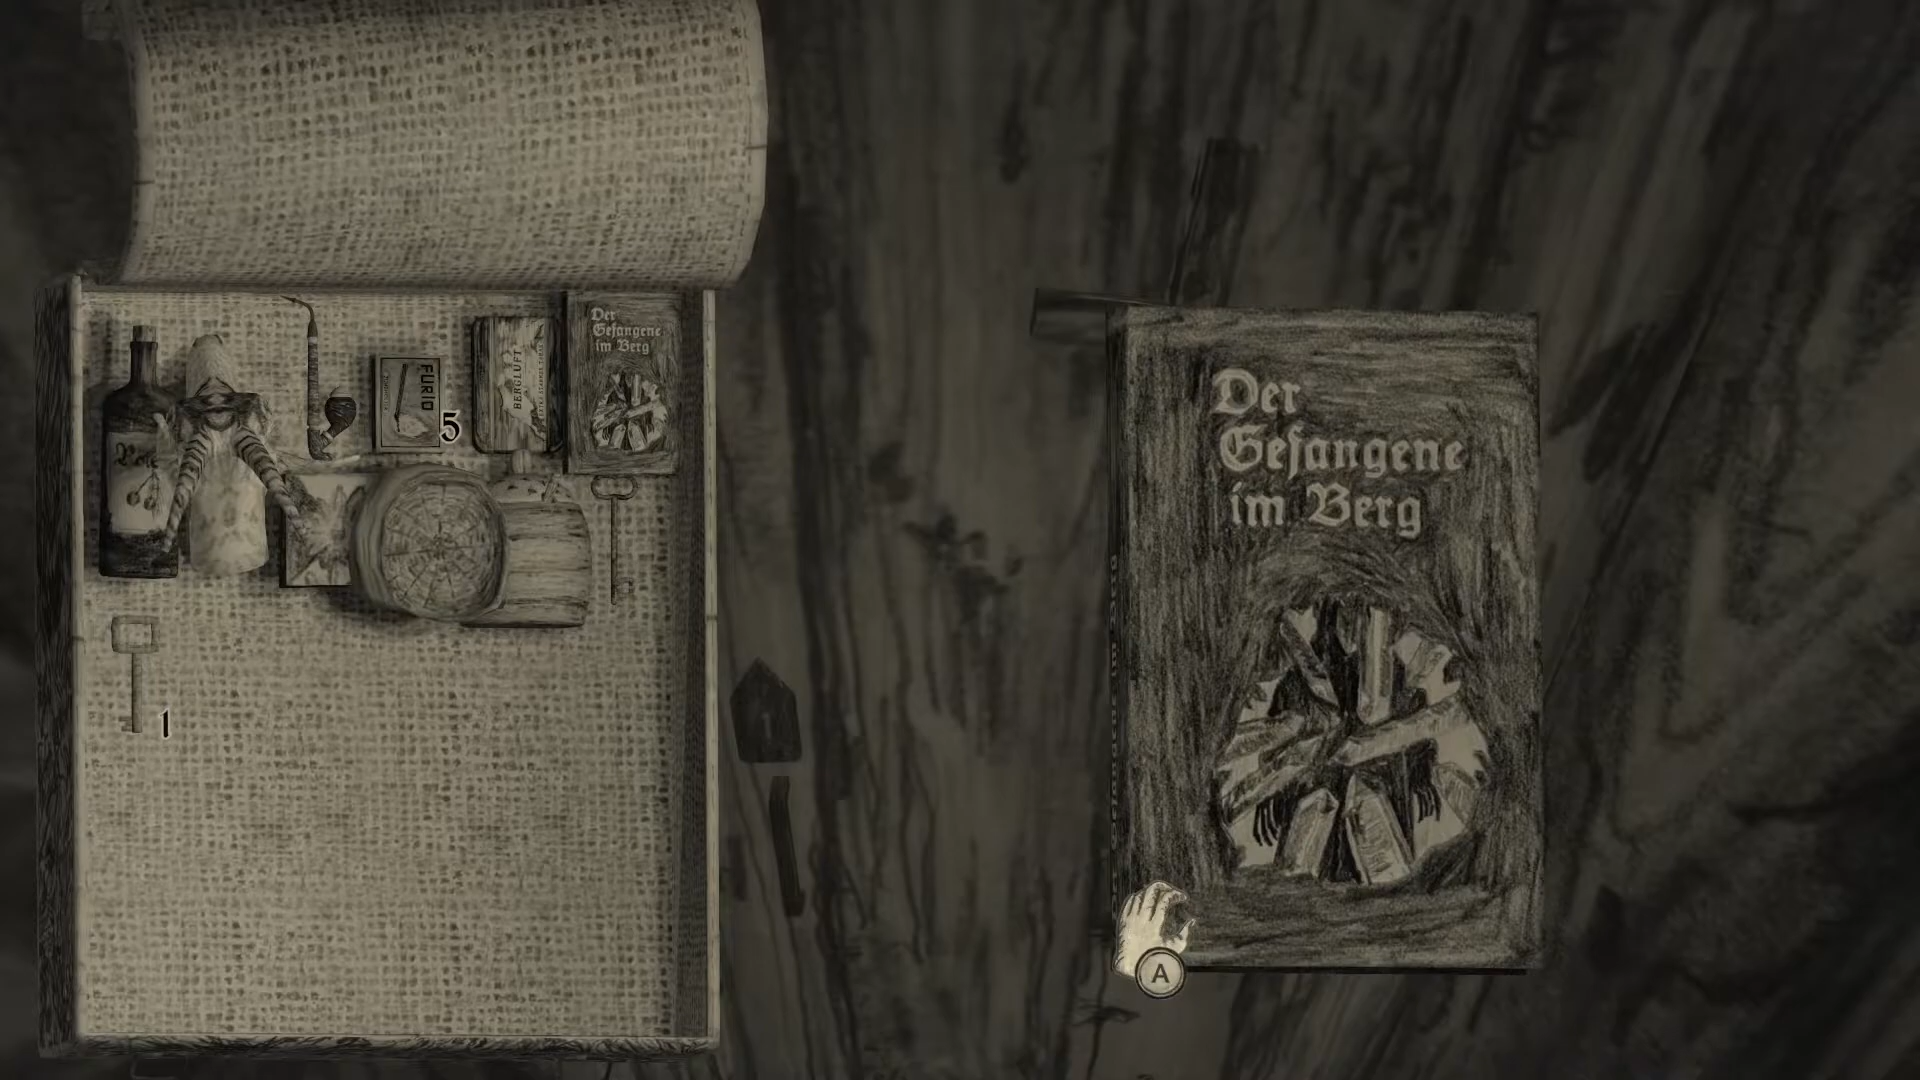 Der
Gefangene
im Berg
FURIO
5
BERGLUFT
1
Der
Gefangene
im Berg
A